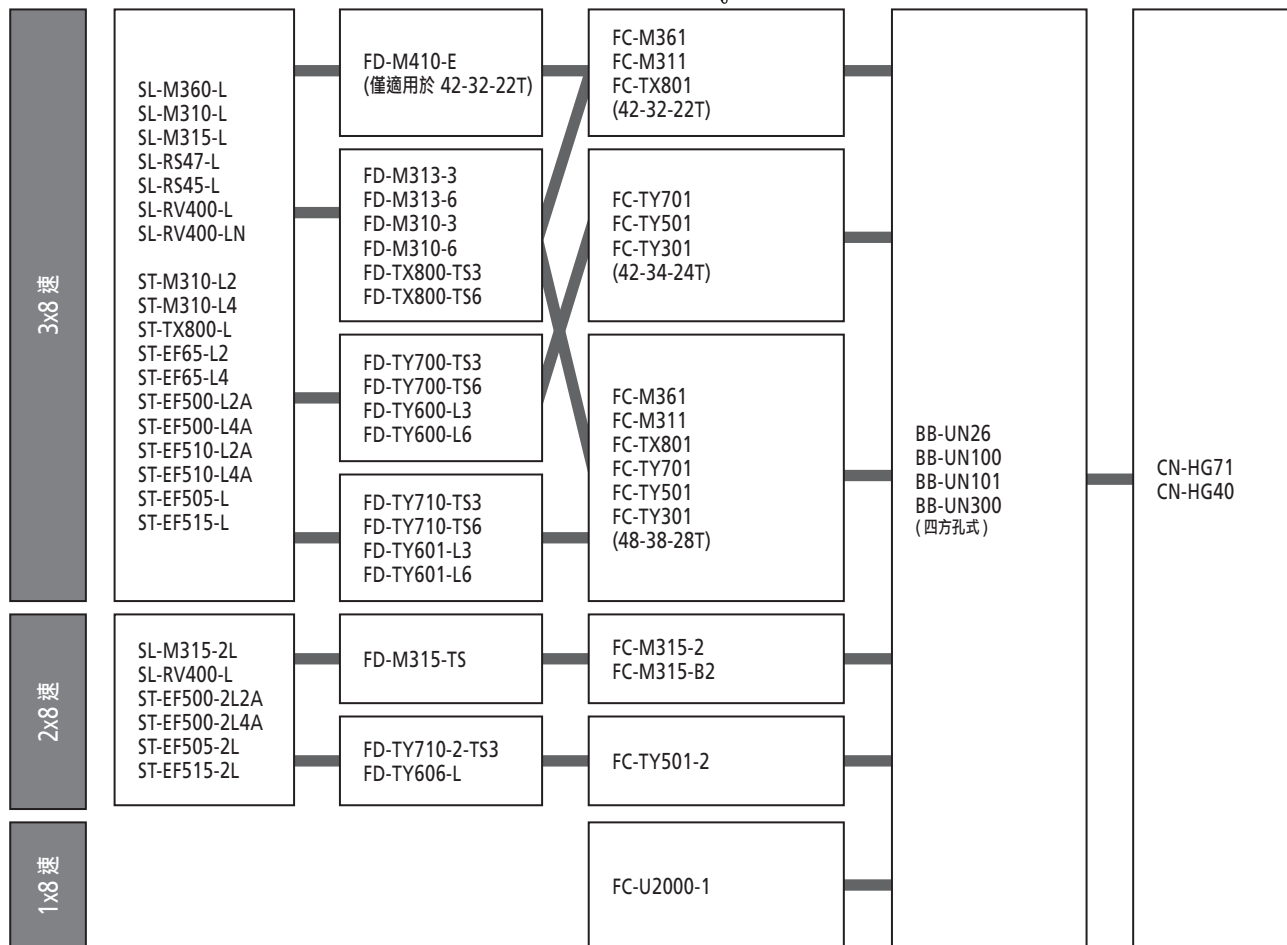 3x8 速
SL-M360-L
SL-M310-L
SL-M315-L
SL-RS47-L
SL-RS45-L
SL-RV400-L
SL-RV400-LN
ST-M310-L2
ST-M310-L4
ST-TX800-L
ST-EF65-L2
ST-EF65-L4
ST-EF500-L2A
ST-EF500-L4A
ST-EF510-L2A
ST-EF510-L4A
ST-EF505-L
ST-EF515-L
FD-M410-E
(僅適用於 42-32-22T)
FD-M313-3
FD-M313-6
FD-M310-3
FD-M310-6
FD-TX800-TS3
FD-TX800-TS6
FD-TY700-TS3
FD-TY700-TS6
FD-TY600-L3
FD-TY600-L6
FD-TY710-TS3
FD-TY710-TS6
FD-TY601-L3
FD-TY601-L6
FC-M361
FC-M311
FC-TX801
(42-32-22T)
FC-TY701
FC-TY501
FC-TY301
(42-34-24T)
FC-M361
FC-M311
FC-TX801
FC-TY701
FC-TY501
FC-TY301
(48-38-28T)
2x8 速
SL-M315-2L
SL-RV400-L
ST-EF500-2L2A
ST-EF500-2L4A
ST-EF505-2L
ST-EF515-2L
FD-M315-TS
FD-TY710-2-TS3
FD-TY606-L
FC-M315-2
FC-M315-B2
FC-TY501-2
1x8 速
FC-U2000-1
BB-UN26
BB-UN100
BB-UN101
BB-UN300
(四方孔式)
CN-HG71
CN-HG40